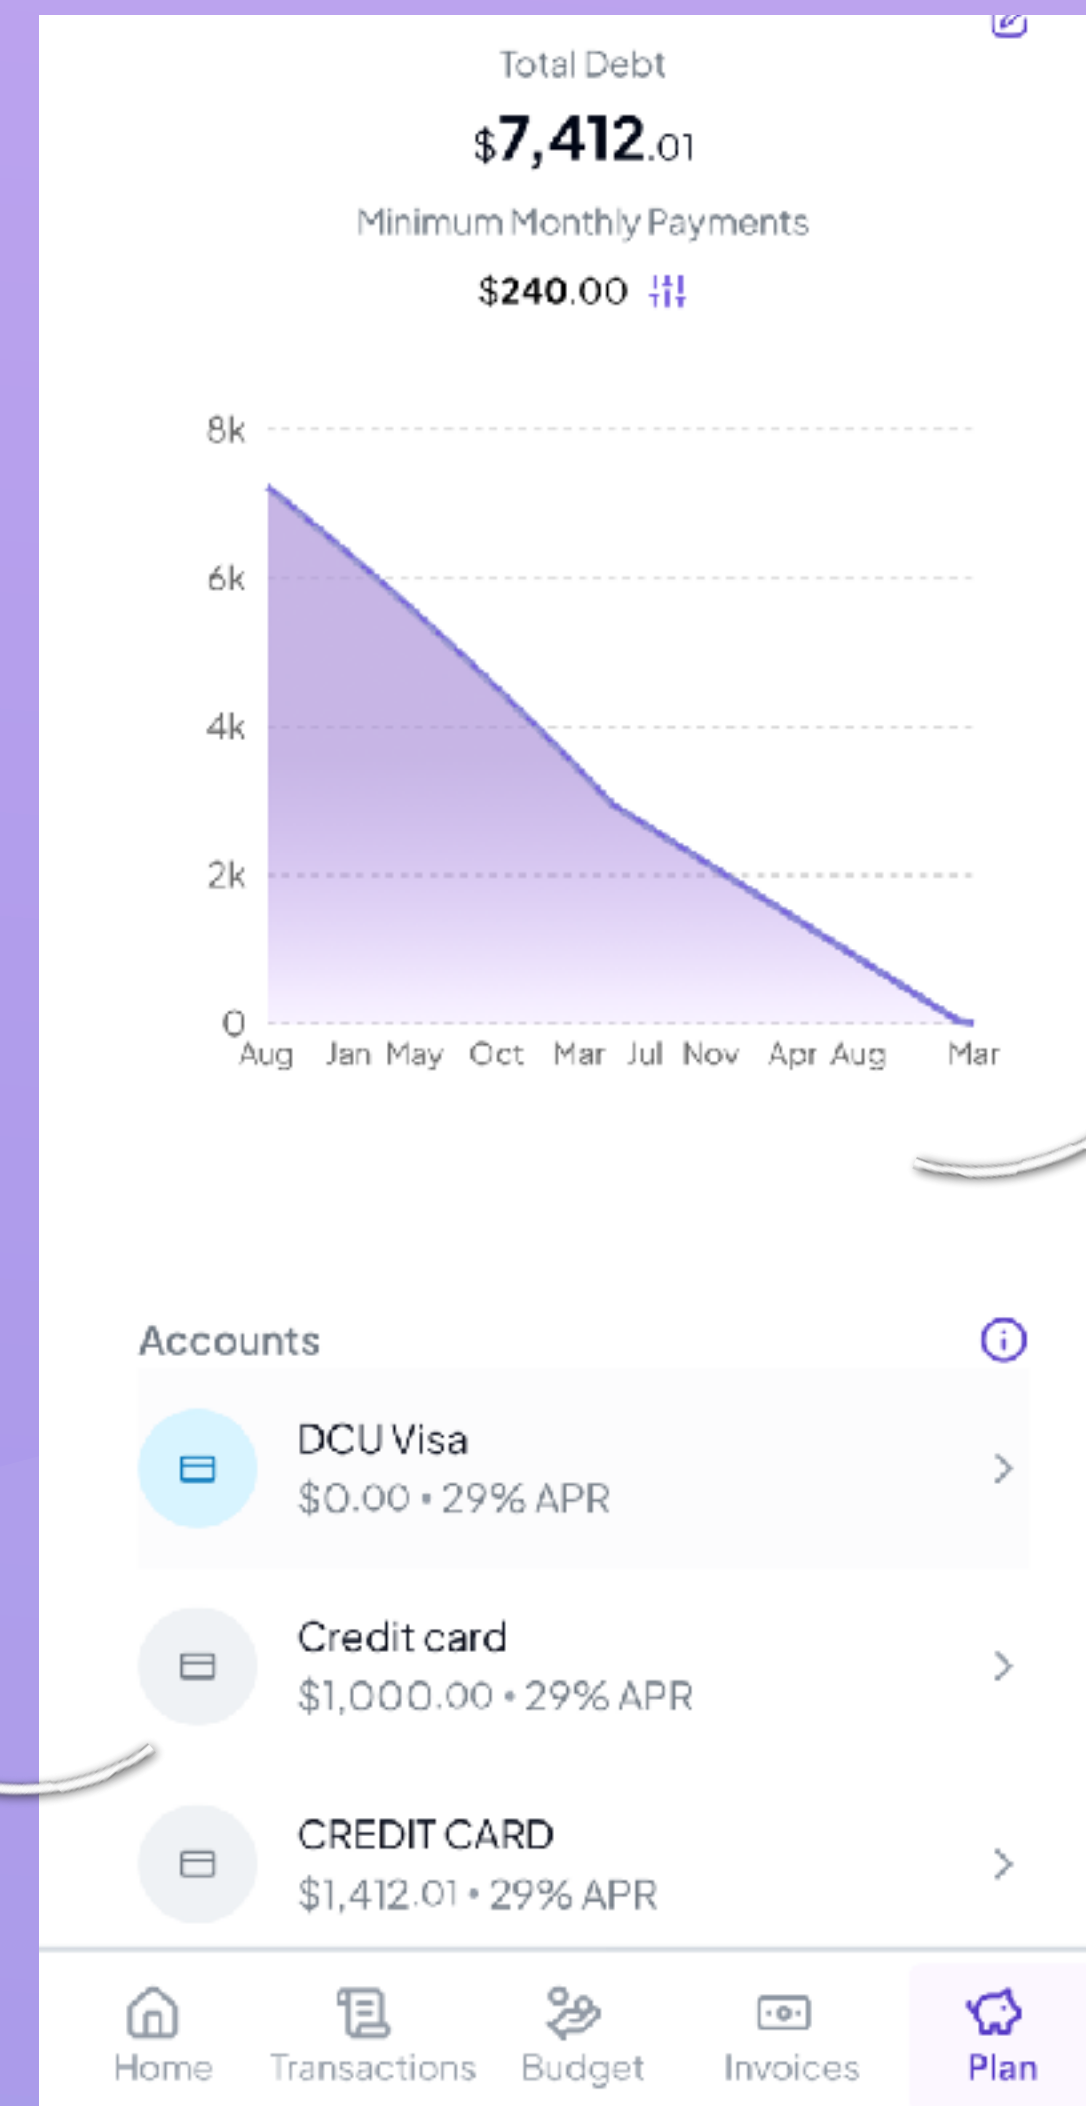 Total Debt
$7,412.01
Minimum Monthly Payments
$240.00
8k
6k
4k
2k
0
Aug Jan May Oct Mar Jul Nov Apr Aug Mar
Accounts
DCU Visa
$0.00 • 29% APR
Credit card
$1,000.00 • 29% APR
CREDIT CARD
$1,412.01 • 29% APR
Home Transactions Budget Invoices Plan